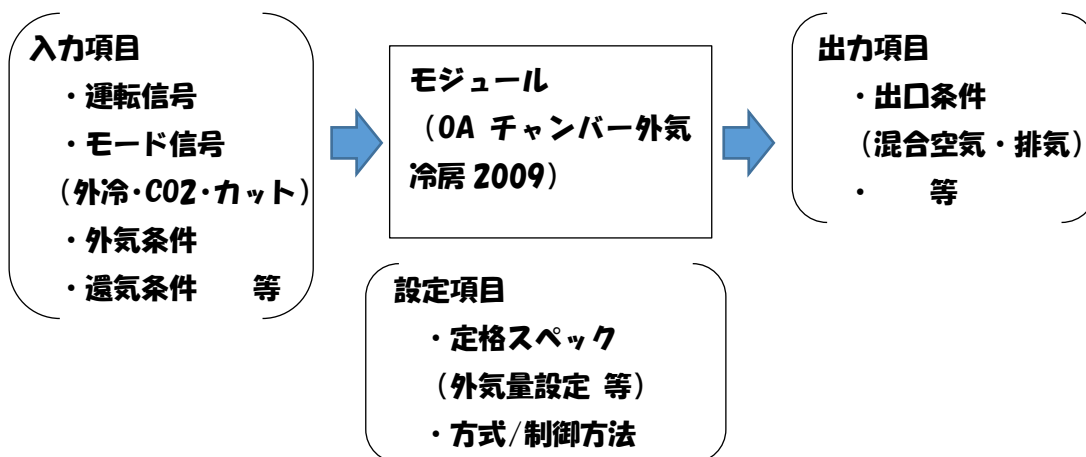 入力項目
・運転信号
・モード信号
(外冷・CO2・カット)
・外気条件
・還気条件 等
モジュール
(OA チャンバー外気
冷房 2009)
出力項目
・出口条件
(混合空気・排気)
・ 等
設定項目
・定格スペック
(外気量設定 等)
・方式/制御方法